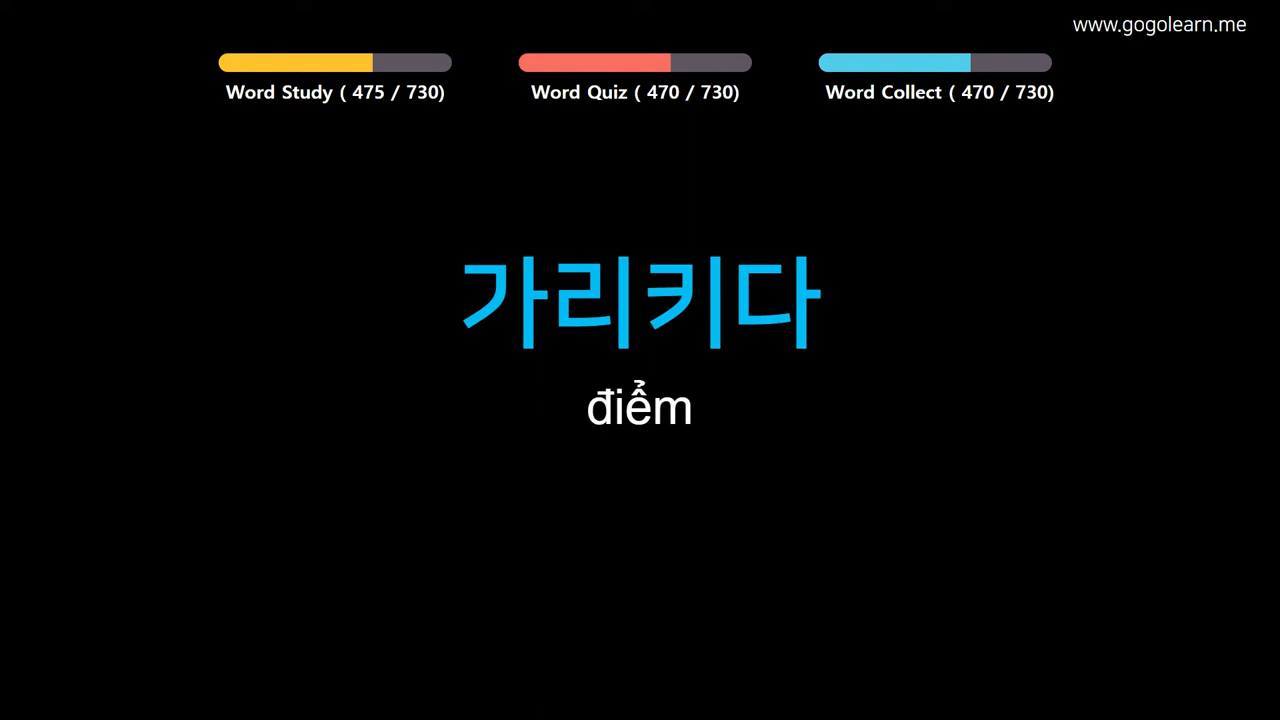 www.gogolearn.me
Word Study ( 475 / 730)
Word Quiz ( 470 / 730)
Word Collect ( 470 / 730)
가리키다
điểm